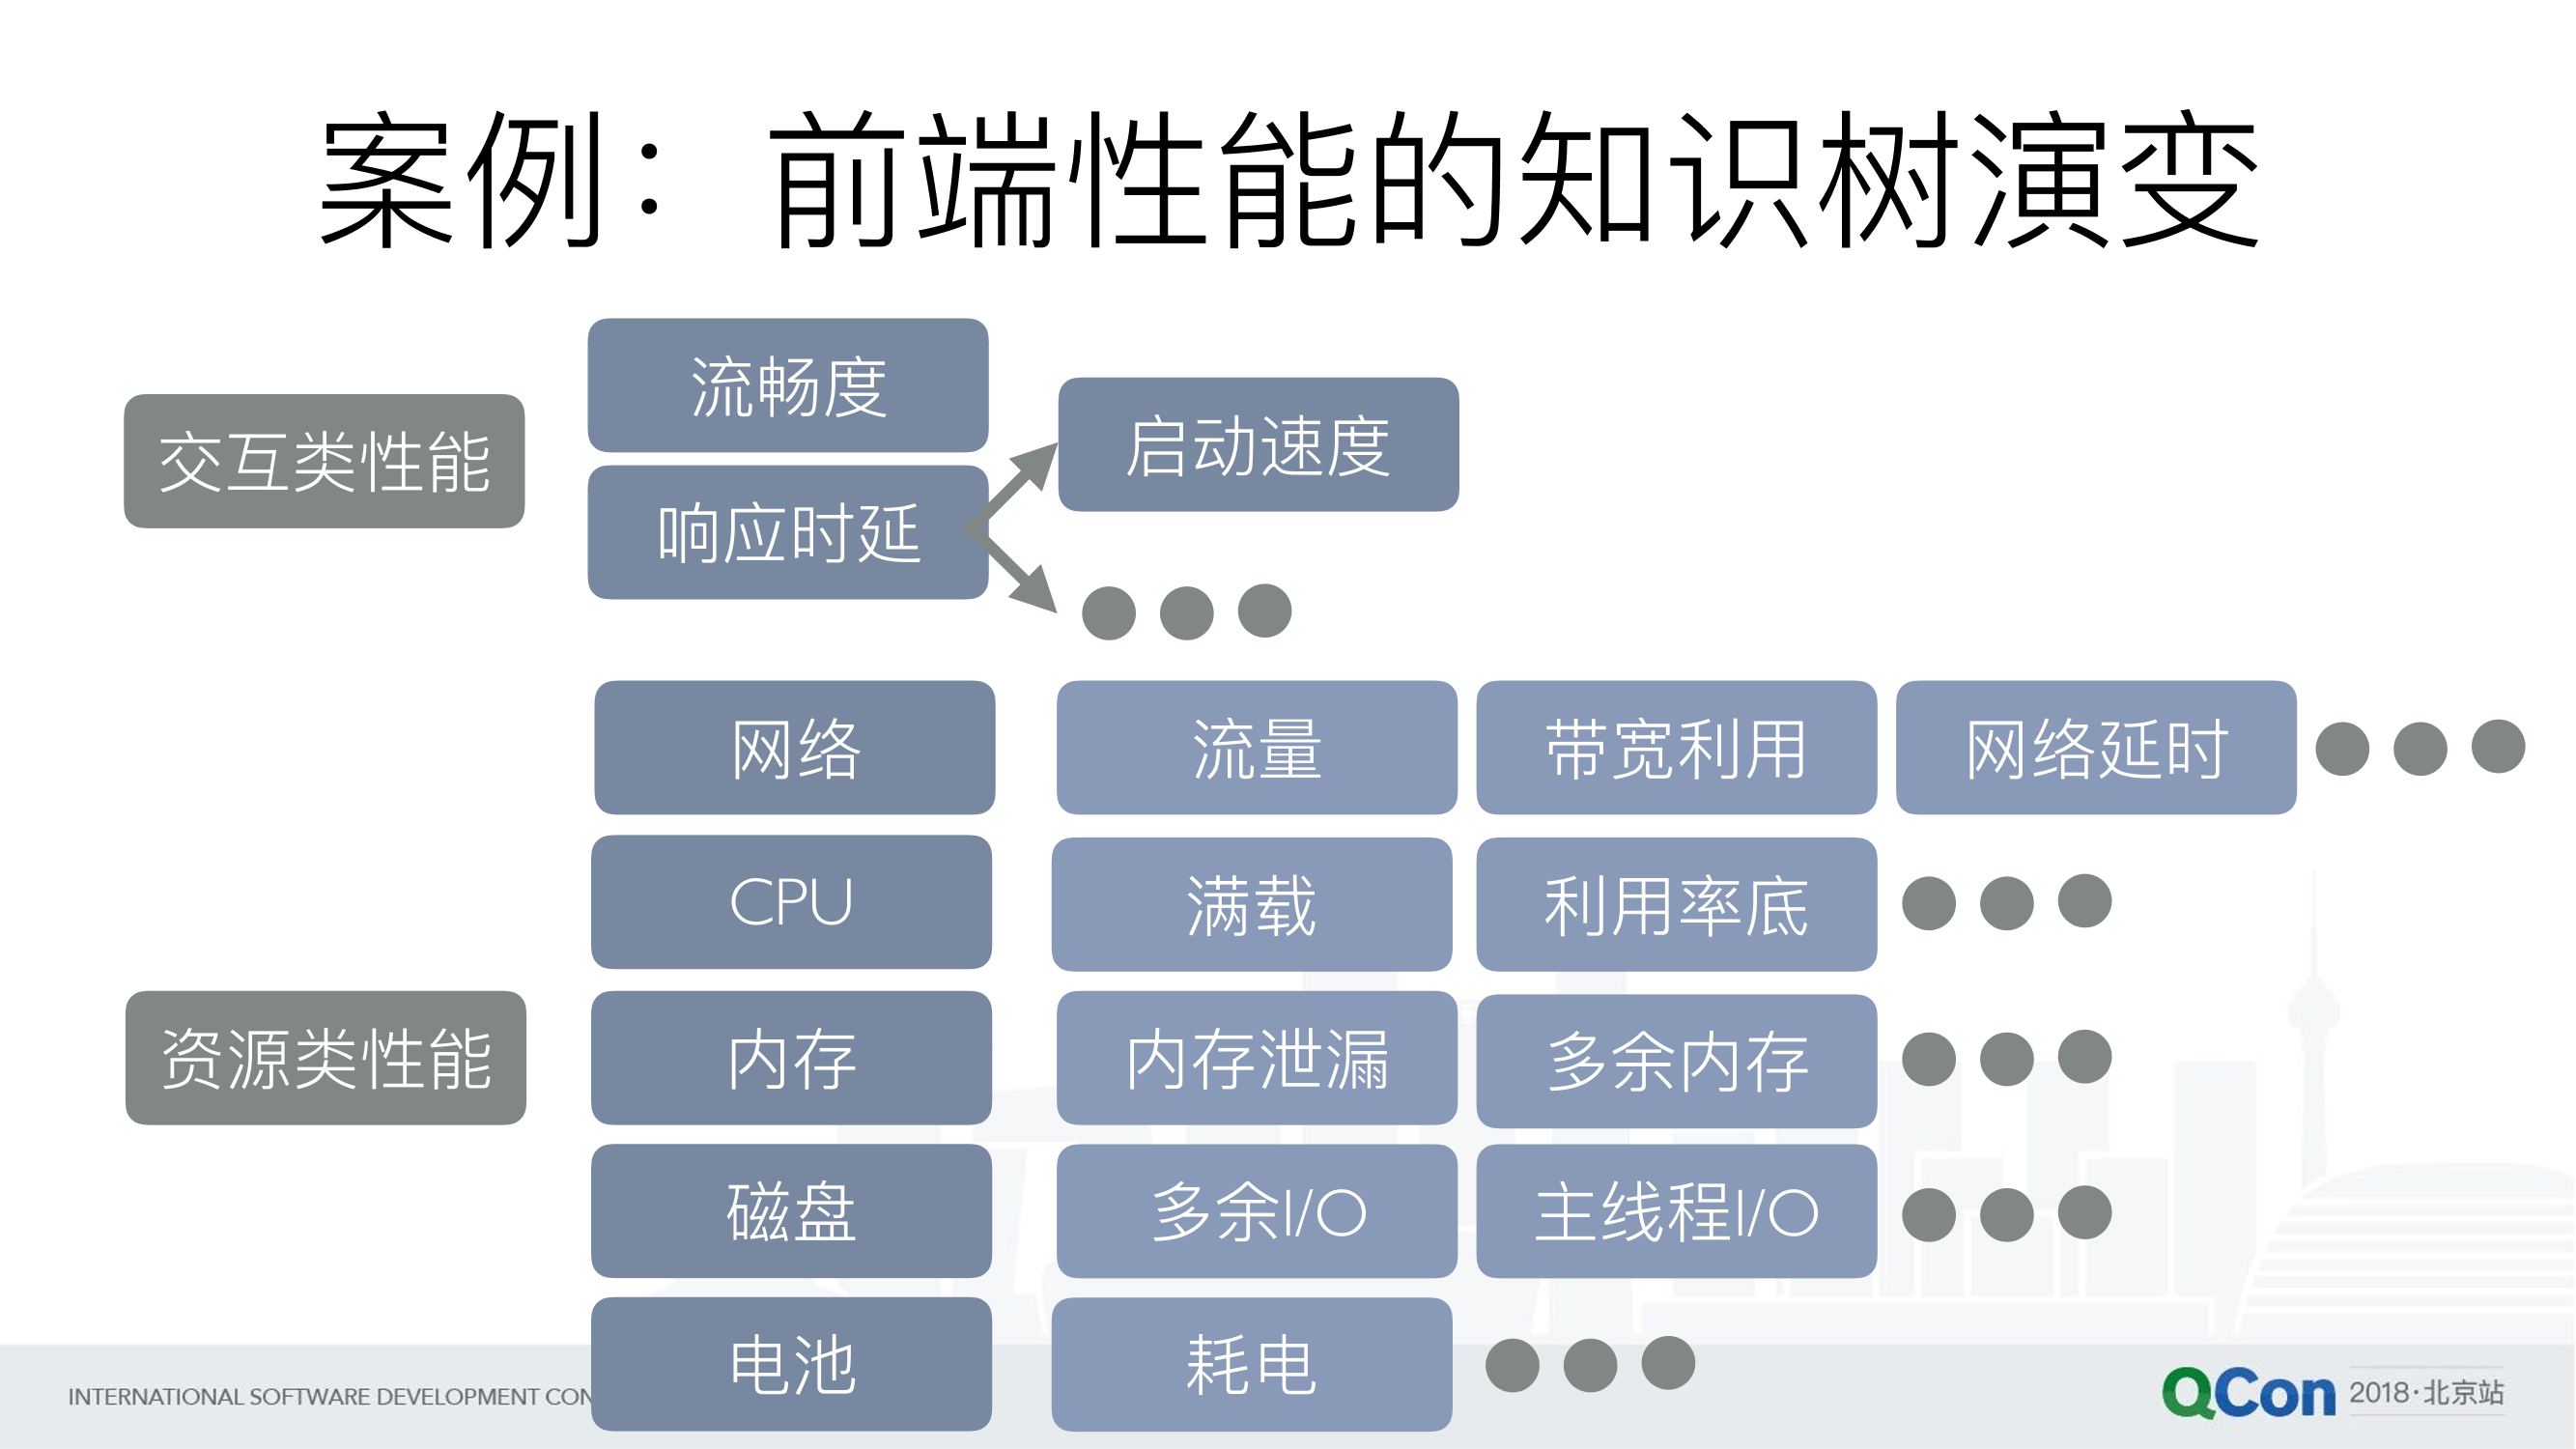 案例：前端性能的知识树演变
交互类性能
流畅度
响应时延
启动速度
资源类性能
网络
流量
带宽利用
网络延时
CPU
满载
利用率底
内存
内存泄漏
多余内存
磁盘
多余I/O
主线程I/O
电池
耗电
INTERNATIONAL SOFTWARE DEVELOPMENT CON
QCon 2018·北京站